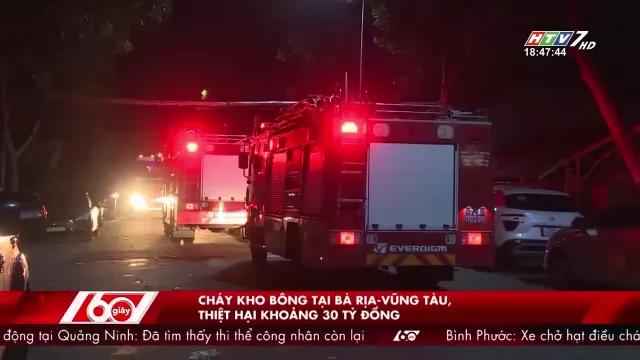 HTV7 HD
18:47:44
EVERDIGM
60 giây
CHÁY KHO BÔNG TẠI BÀ RỊA-VŨNG TÀU,
THIỆT HẠI KHOẢNG 30 TỶ ĐỒNG
động tại Quảng Ninh: Đã tìm thấy thi thể công nhân còn lại 60 Bình Phước: Xe chở hạt điều cháy